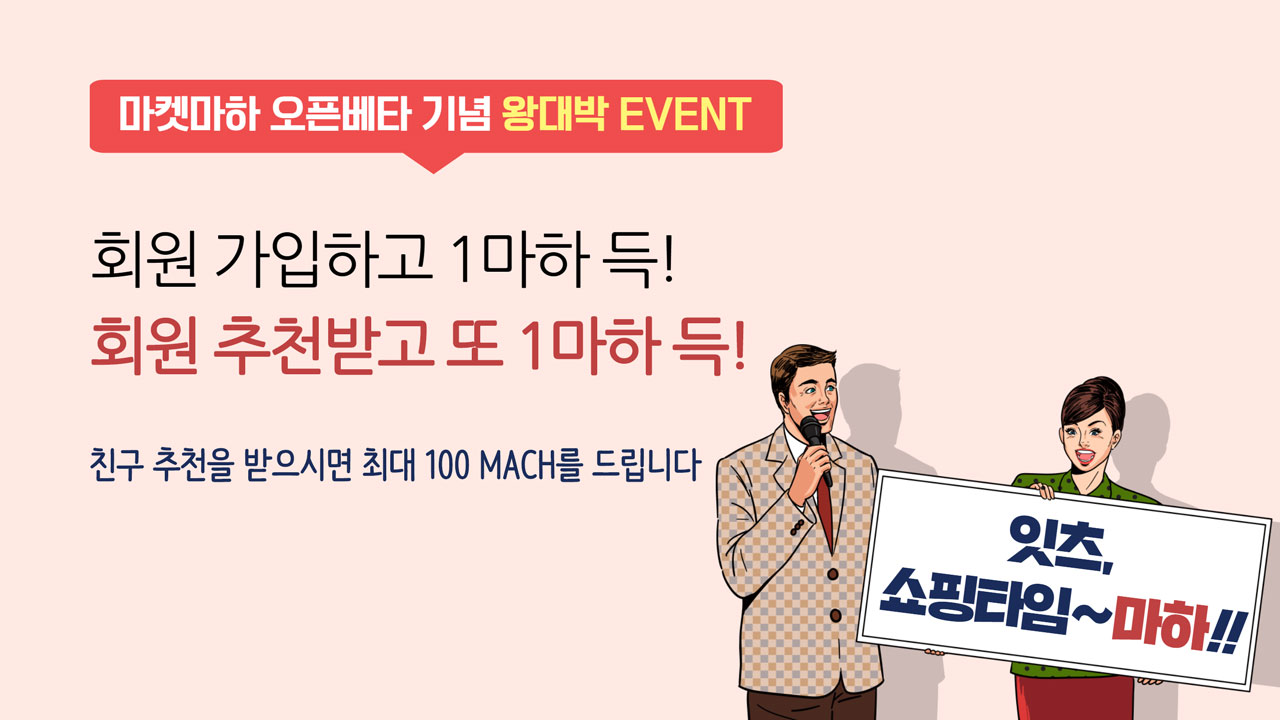 마켓마하 오픈베타 기념 왕대박 EVENT
회원 가입하고 1마하 득!
회원 추천받고 또 1마하 득!
친구 추천을 받으시면 최대 100 MACH를 드립니다
잇츠,
쇼핑타임~마하!!